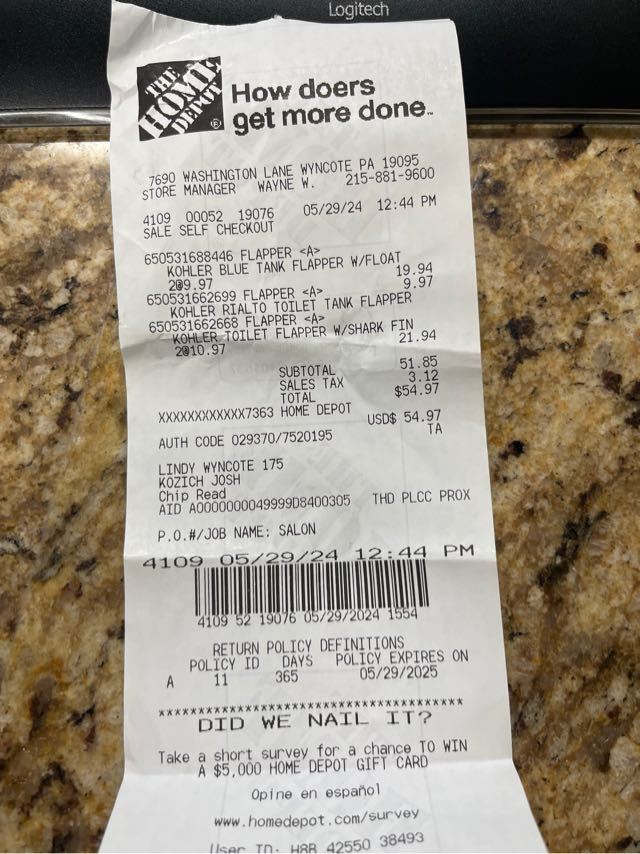 Logitech
THE HOME DEPOT ®
How doers
get more done™
7690 WASHINGTON LANE WYNCOTE PA 19095
STORE MANAGER WAYNE W. 215-881-9600
4109 00052 19076 05/29/24 12:44 PM
SALE SELF CHECKOUT
650531688446 FLAPPER <A>
KOHLER BLUE TANK FLAPPER W/FLOAT
2@9.97 19.94
650531662699 FLAPPER <A> 9.97
KOHLER RIALTO TOILET TANK FLAPPER
650531662668 FLAPPER <A>
KOHLER TOILET FLAPPER W/SHARK FIN
2@10.97 21.94
SUBTOTAL 51.85
SALES TAX 3.12
TOTAL $54.97
XXXXXXXXXXXX7363 HOME DEPOT
USD$ 54.97
AUTH CODE 029370/7520195 TA
LINDY WYNCOTE 175
KOZICH JOSH
Chip Read
AID A0000000049999D8400305 THD PLCC PROX
P.O.#/JOB NAME: SALON
4109 05/29/24 12:44 PM
4109 52 19076 05/29/2024 1554
RETURN POLICY DEFINITIONS
POLICY ID DAYS POLICY EXPIRES ON
A 11 365 05/29/2025
****************************************
DID WE NAIL IT?
Take a short survey for a chance TO WIN
A $5,000 HOME DEPOT GIFT CARD
Opine en español
www.homedepot.com/survey
User ID: H8R 42550 38493